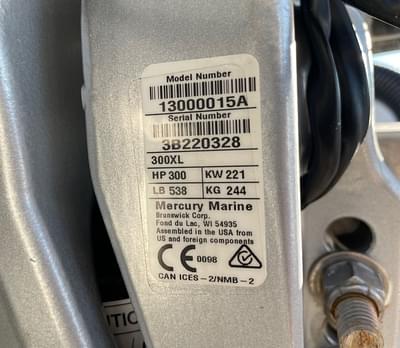 Model Number
13000015A
Serial Number
3B220328
300XL
HP 300 KW 221
LB 538 KG 244
Mercury Marine
Brunswick Corp.
Fond du Lac, WI 54935
Assembled in the USA from
US and foreign components
CE 0098
CAN ICES-2/NMB-2